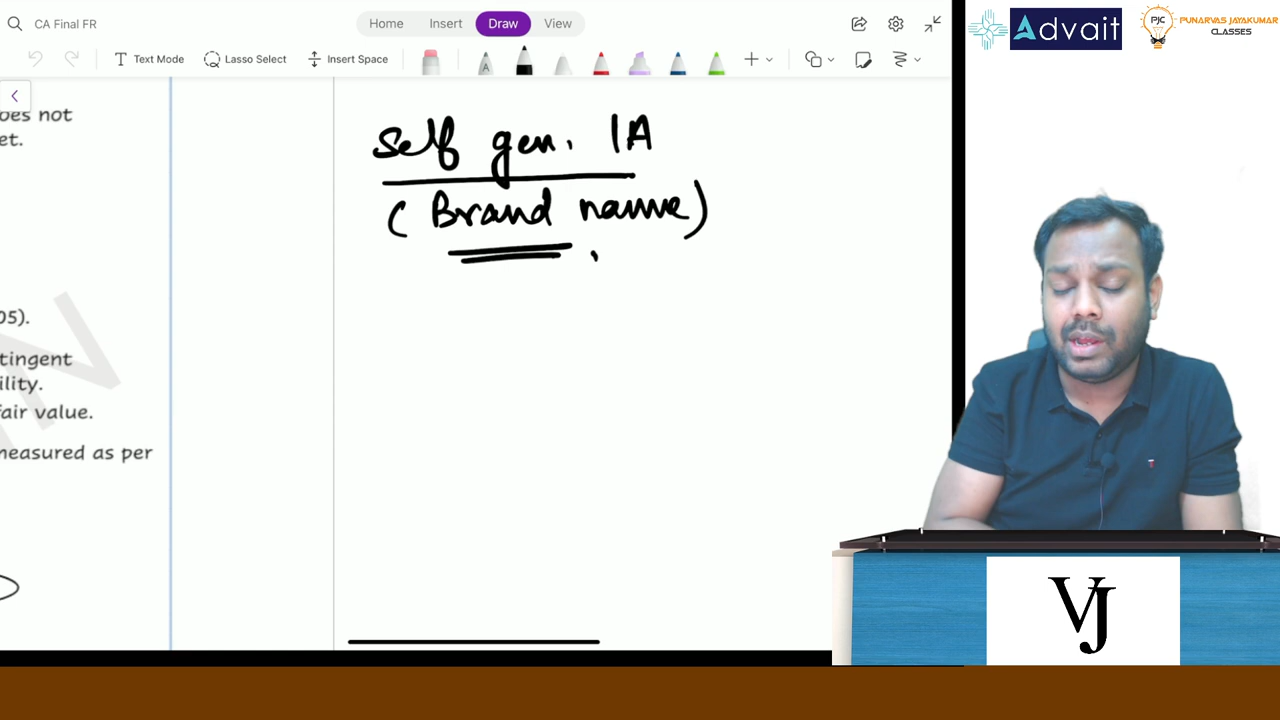 CA Final FR
Home Insert Draw View
Advait
PJC
PUNARVAS JAYAKUMAR
CLASSES
Text Mode
Lasso Select
Insert Space
A
oes not
et.
05).
tingent
ility.
fair value.
measured as per
Self gen. IA
(Brand name)
VJ